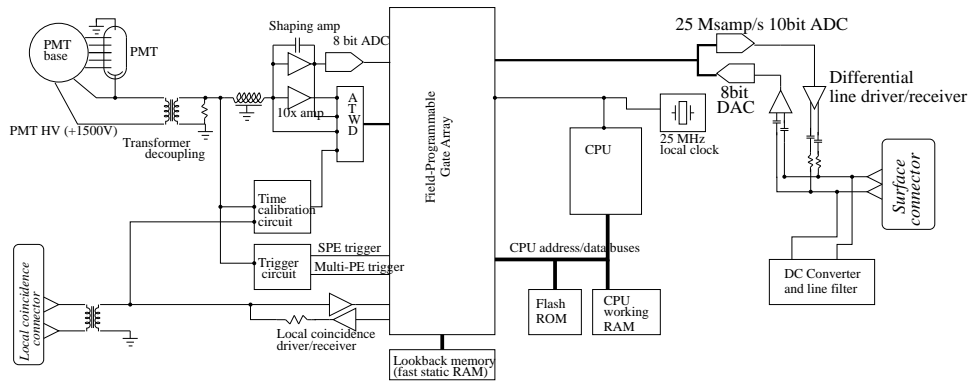 Shaping amp
8 bit ADC
25 Msamp/s 10bit ADC
PMT
base
PMT
10x amp
A
T
W
D
8bit
DAC
Differential
line driver/receiver
PMT HV (+1500V)
Transformer
decoupling
Field-Programmable
Gate Array
CPU
25 MHz
local clock
Surface
connector
Time
calibration
circuit
SPE trigger
Trigger
circuit
Multi-PE trigger
CPU address/data buses
DC Converter
and line filter
Local coincidence
connector
Local coincidence
driver/receiver
Flash
ROM
CPU
working
RAM
Lookback memory
(fast static RAM)